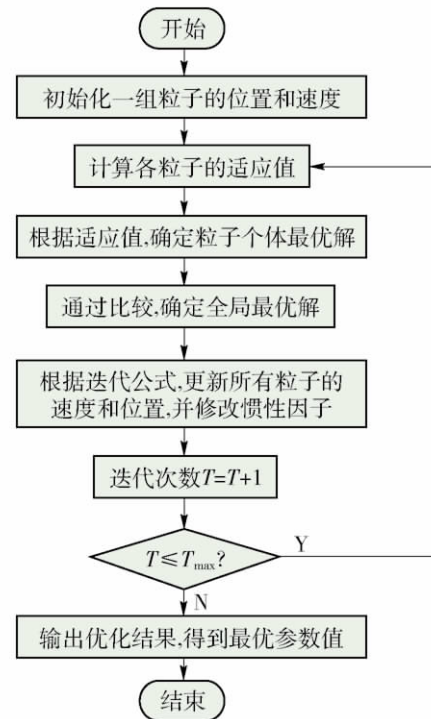 开始
初始化一组粒子的位置和速度
计算各粒子的适应值
根据适应值,确定粒子个体最优解
通过比较,确定全局最优解
根据迭代公式,更新所有粒子的
速度和位置,并修改惯性因子
迭代次数T=T+1
T≤Tmax?
Y
N
输出优化结果,得到最优参数值
结束